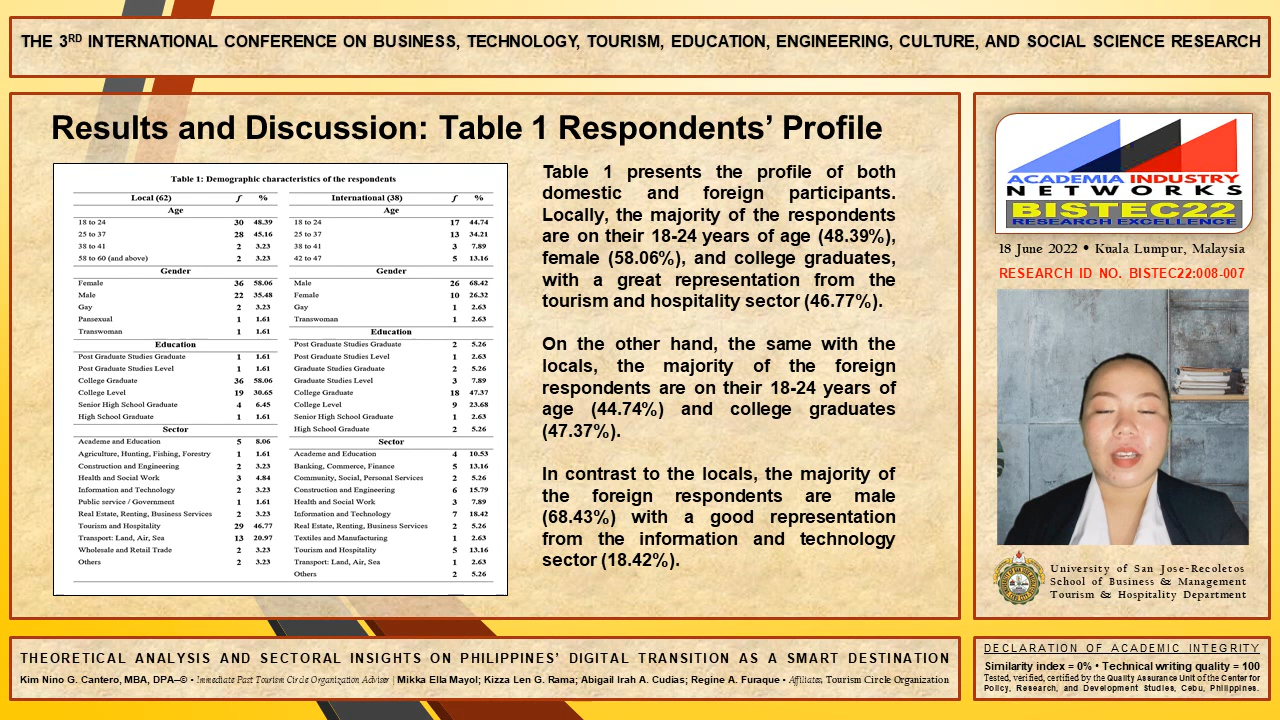 THE 3RD INTERNATIONAL CONFERENCE ON BUSINESS, TECHNOLOGY, TOURISM, EDUCATION, ENGINEERING, CULTURE, AND SOCIAL SCIENCE RESEARCH
Results and Discussion: Table 1 Respondents' Profile
Table 1: Demographic characteristics of the respondents
Local (62) f %
Age
18 to 24 30 48.39
25 to 37 28 45.16
38 to 41 2 3.23
58 to 60 (and above) 2 3.23
Gender
Female 36 58.06
Male 22 35.48
Gay 2 3.23
Pansexual 1 1.61
Transwoman 1 1.61
Education
Post Graduate Studies Graduate 1 1.61
Post Graduate Studies Level 1 1.61
College Graduate 36 58.06
College Level 19 30.65
Senior High School Graduate 4 6.45
High School Graduate 1 1.61
Sector
Academe and Education 5 8.06
Agriculture, Hunting, Fishing, Forestry 1 1.61
Construction and Engineering 2 3.23
Health and Social Work 3 4.84
Information and Technology 2 3.23
Public service / Government 1 1.61
Real Estate, Renting, Business Services 2 3.23
Tourism and Hospitality 29 46.77
Transport: Land, Air, Sea 13 20.97
Wholesale and Retail Trade 2 3.23
Others 2 3.23
International (38) f %
Age
18 to 24 17 44.74
25 to 37 13 34.21
38 to 41 3 7.89
42 to 47 5 13.16
Gender
Male 26 68.42
Female 10 26.32
Gay 1 2.63
Transwoman 1 2.63
Education
Post Graduate Studies Graduate 2 5.26
Post Graduate Studies Level 1 2.63
Graduate Studies Graduate 2 5.26
Graduate Studies Level 3 7.89
College Graduate 18 47.37
College Level 9 23.68
Senior High School Graduate 1 2.63
High School Graduate 2 5.26
Sector
Academe and Education 4 10.53
Banking, Commerce, Finance 5 13.16
Community, Social, Personal Services 2 5.26
Construction and Engineering 6 15.79
Health and Social Work 3 7.89
Information and Technology 7 18.42
Real Estate, Renting, Business Services 2 5.26
Textiles and Manufacturing 1 2.63
Tourism and Hospitality 5 13.16
Transport: Land, Air, Sea 1 2.63
Others 2 5.26
Table 1 presents the profile of both
domestic and foreign participants.
Locally, the majority of the respondents
are on their 18-24 years of age (48.39%),
female (58.06%), and college graduates,
with a great representation from the
tourism and hospitality sector (46.77%).
On the other hand, the same with the
locals, the majority of the foreign
respondents are on their 18-24 years of
age (44.74%) and college graduates
(47.37%).
In contrast to the locals, the majority of
the foreign respondents are male
(68.43%) with a good representation
from the information and technology
sector (18.42%).
ACADEMIA INDUSTRY
NETWORKS
BISTEC22
RESEARCH EXCELLENCE
18 June 2022 • Kuala Lumpur, Malaysia
RESEARCH ID NO. BISTEC22:008-007
University of San Jose-Recoletos
School of Business & Management
Tourism & Hospitality Department
THEORETICAL ANALYSIS AND SECTORAL INSIGHTS ON PHILIPPINES' DIGITAL TRANSITION AS A SMART DESTINATION
Kim Nino G. Cantero, MBA, DPA–© • Immediate Past Tourism Circle Organization Adviser | Mikka Ella Mayol; Kizza Len G. Rama; Abigail Irah A. Cudias; Regine A. Furaque • Affiliates, Tourism Circle Organization
DECLARATION OF ACADEMIC INTEGRITY
Similarity index = 0% • Technical writing quality = 100
Tested, verified, certified by the Quality Assurance Unit of the Center for
Policy, Research, and Development Studies, Cebu, Philippines.